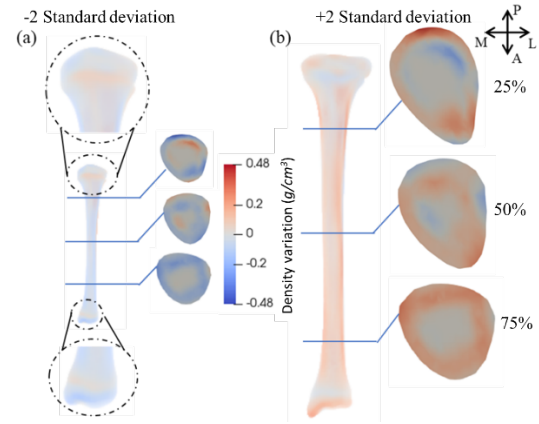 -2 Standard deviation
+2 Standard deviation
(a)
(b)
P
M
L
A
25%
50%
75%
0.48
0.2
0
-0.2
-0.48
Density variation (g/cm³)